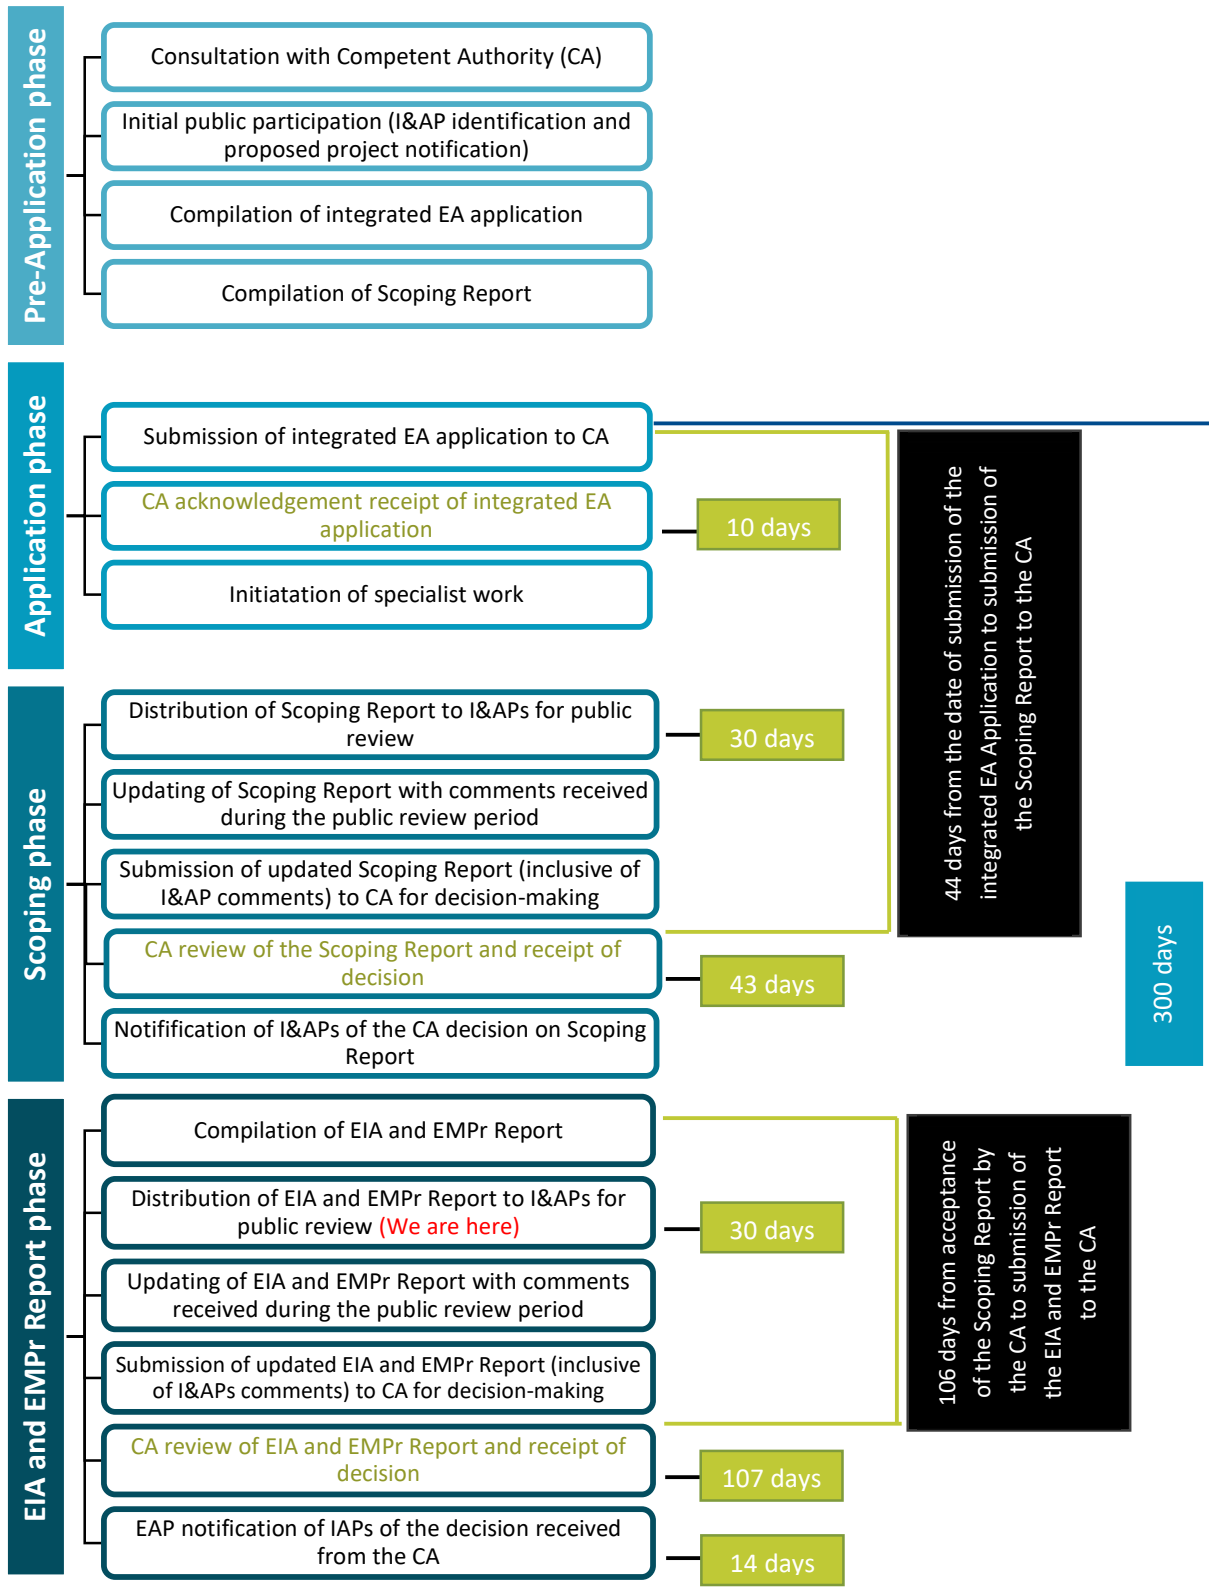 Pre-Application phase
Consultation with Competent Authority (CA)
Initial public participation (I&AP identification and
proposed project notification)
Compilation of integrated EA application
Compilation of Scoping Report
Application phase
Submission of integrated EA application to CA
CA acknowledgement receipt of integrated EA
application
10 days
Initiatation of specialist work
44 days from the date of submission of the
integrated EA Application to submission of
the Scoping Report to the CA
Scoping phase
Distribution of Scoping Report to I&APs for public
review
30 days
Updating of Scoping Report with comments received
during the public review period
Submission of updated Scoping Report (inclusive of
I&AP comments) to CA for decision-making
CA review of the Scoping Report and receipt of
decision
43 days
Notifification of I&APs of the CA decision on Scoping
Report
300 days
EIA and EMPr Report phase
Compilation of EIA and EMPr Report
Distribution of EIA and EMPr Report to I&APs for
public review (We are here)
30 days
Updating of EIA and EMPr Report with comments
received during the public review period
Submission of updated EIA and EMPr Report (inclusive
of I&APs comments) to CA for decision-making
106 days from acceptance
of the Scoping Report by
the CA to submission of
the EIA and EMPr Report
to the CA
CA review of EIA and EMPr Report and receipt of
decision
107 days
EAP notification of IAPs of the decision received
from the CA
14 days